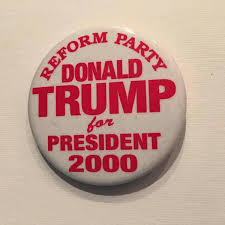 REFORM PARTY
DONALD
TRUMP
for
PRESIDENT
2000